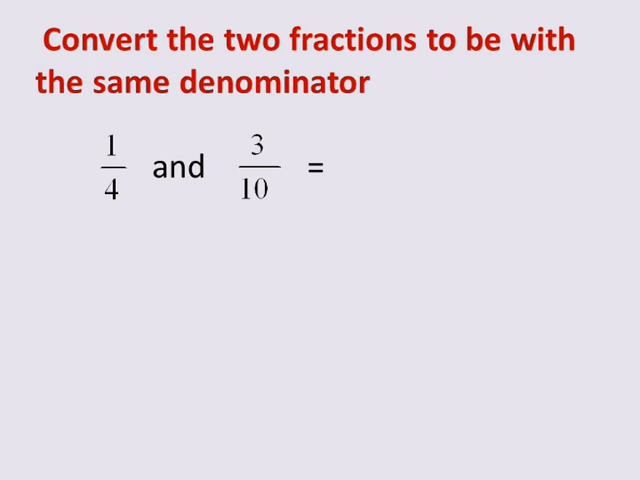 Convert the two fractions to be with
the same denominator
1/4 and 3/10 =